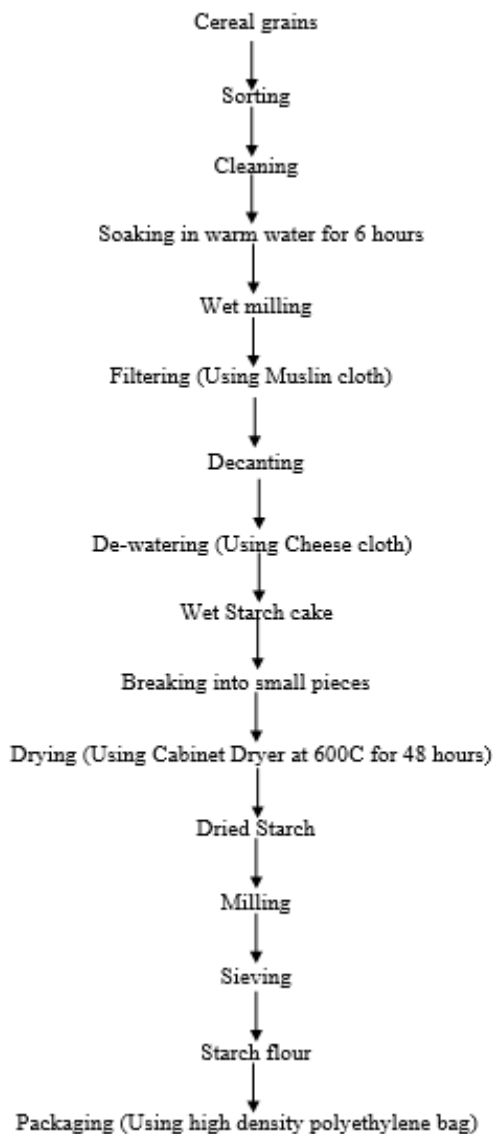 Cereal grains
Sorting
Cleaning
Soaking in warm water for 6 hours
Wet milling
Filtering (Using Muslin cloth)
Decanting
De-watering (Using Cheese cloth)
Wet Starch cake
Breaking into small pieces
Drying (Using Cabinet Dryer at 600C for 48 hours)
Dried Starch
Milling
Sieving
Starch flour
Packaging (Using high density polyethylene bag)